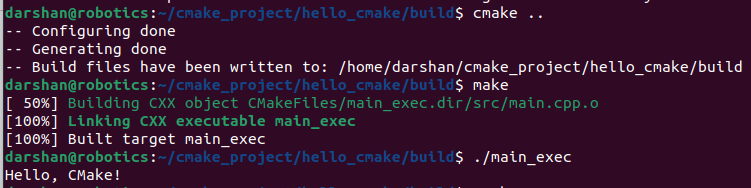 darshan@robotics:~/cmake_project/hello_cmake/build$ cmake ..
-- Configuring done
-- Generating done
-- Build files have been written to: /home/darshan/cmake_project/hello_cmake/build
darshan@robotics:~/cmake_project/hello_cmake/build$ make
[ 50%] Building CXX object CMakeFiles/main_exec.dir/src/main.cpp.o
[100%] Linking CXX executable main_exec
[100%] Built target main_exec
darshan@robotics:~/cmake_project/hello_cmake/build$ ./main_exec
Hello, CMake!